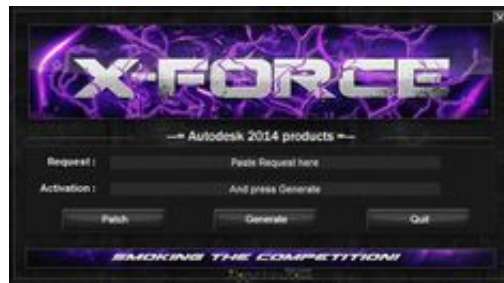 X-FORCE
Autodesk 2014 products
Request : Paste Request here
Activation : And press Generate
Patch Generate Quit
SMOKING THE COMPETITION!